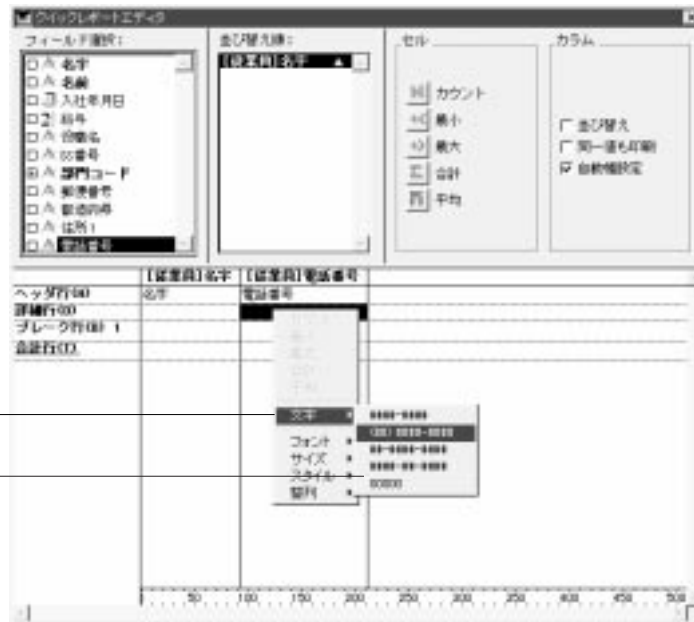 クイックレポートエディタ
フィールド選択：
並び替え順：
セル
カラム
名字
名前
入社年月日
給与
役職名
SS番号
部門コード
郵便番号
都道府県
住所1
電話番号
[従業員]名字
カウント
最小
最大
合計
平均
並び替え
同一値も印刷
自動幅設定
[従業員]名字 [従業員]電話番号
ヘッダ行(H) 名字 電話番号
詳細行(D)
ブレーク行(B) 1
合計行(T)
文字
フォント
サイズ
スタイル
整列
####-####
(##) ####-####
##-####-####
####-##-####
00000
50 100 150 200 250 300 350 400 450 500